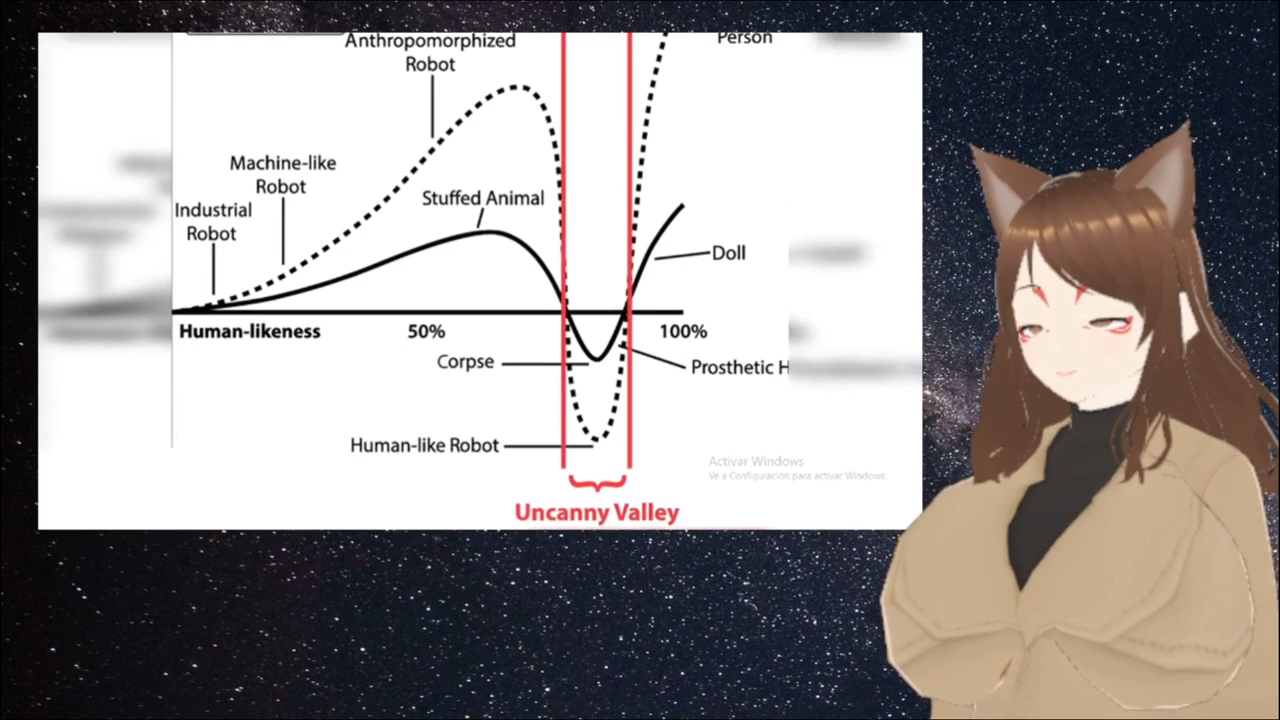 Anthropomorphized
Robot
Person
Machine-like
Robot
Industrial
Robot
Stuffed Animal
Doll
Human-likeness
50%
100%
Corpse
Prosthetic H
Human-like Robot
Activar Windows
Ve a Configuración para activar Windows.
Uncanny Valley